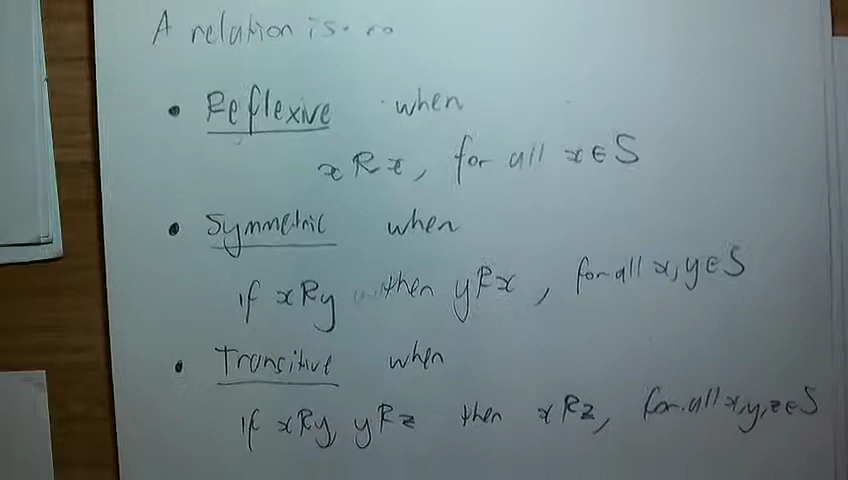 A relation is...
• Reflexive when
xRx, for all x∈S
• Symmetric when
if xRy then yRx, for all x,y∈S
• Transitive when
if xRy, yRz then xRz, for all x,y,z∈S